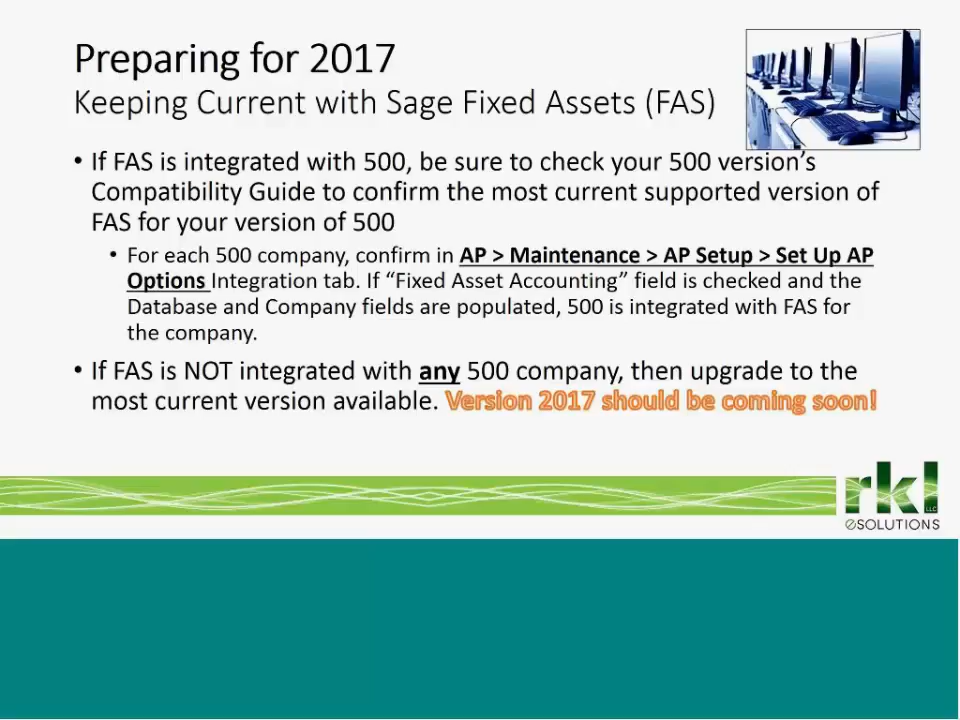 Preparing for 2017
Keeping Current with Sage Fixed Assets (FAS)
• If FAS is integrated with 500, be sure to check your 500 version’s
Compatibility Guide to confirm the most current supported version of
FAS for your version of 500
• For each 500 company, confirm in AP > Maintenance > AP Setup > Set Up AP
Options Integration tab. If “Fixed Asset Accounting” field is checked and the
Database and Company fields are populated, 500 is integrated with FAS for
the company.
• If FAS is NOT integrated with any 500 company, then upgrade to the
most current version available. Version 2017 should be coming soon!
rkl
LLC
eSOLUTIONS